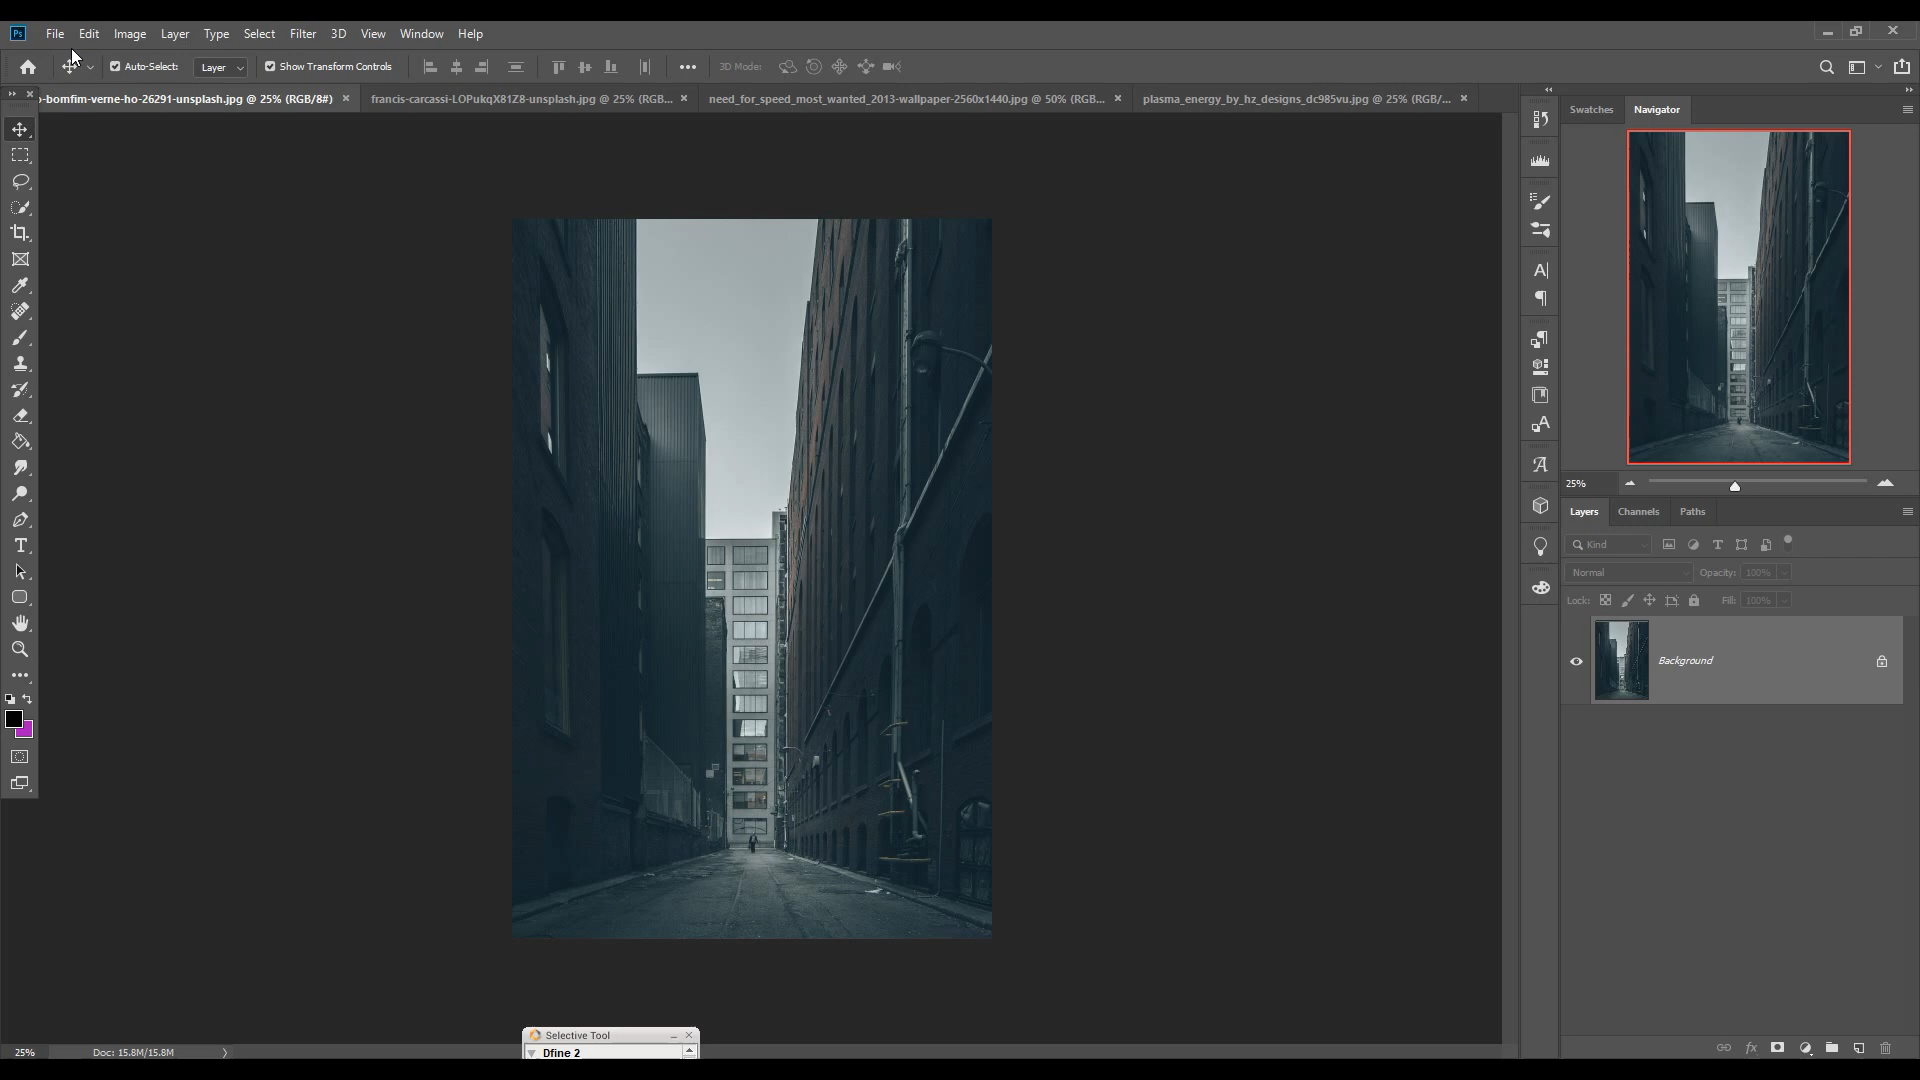 Ps File Edit Image Layer Type Select Filter 3D View Window Help
Auto-Select: Layer Show Transform Controls 3D Mode:
o-bomfim-verne-ho-26291-unsplash.jpg @ 25% (RGB/8#) francis-carcassi-LOPukqX81Z8-unsplash.jpg @ 25% (RGB... need_for_speed_most_wanted_2013-wallpaper-2560x1440.jpg @ 50% (RGB... plasma_energy_by_hz_designs_dc985vu.jpg @ 25% (RGB/...
Swatches Navigator
25%
Layers Channels Paths
Kind
Normal Opacity: 100%
Lock: Fill: 100%
Background
Selective Tool
Dfine 2
25% Doc: 15.8M/15.8M